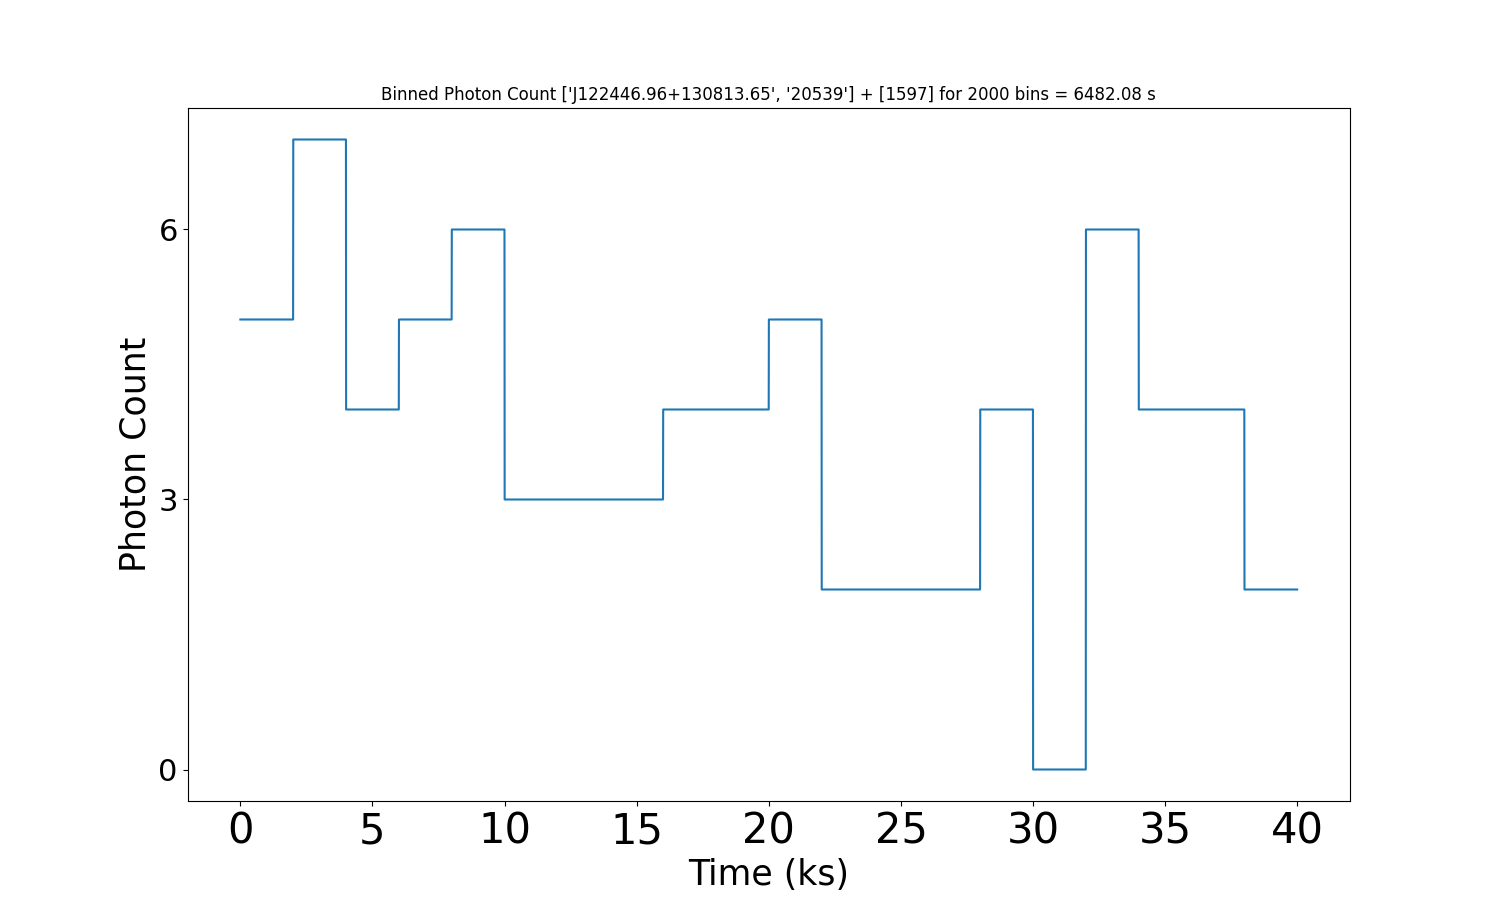 Binned Photon Count ['J122446.96+130813.65', '20539'] + [1597] for 2000 bins = 6482.08 s
6
3
0
Photon Count
0 5 10 15 20 25 30 35 40
Time (ks)